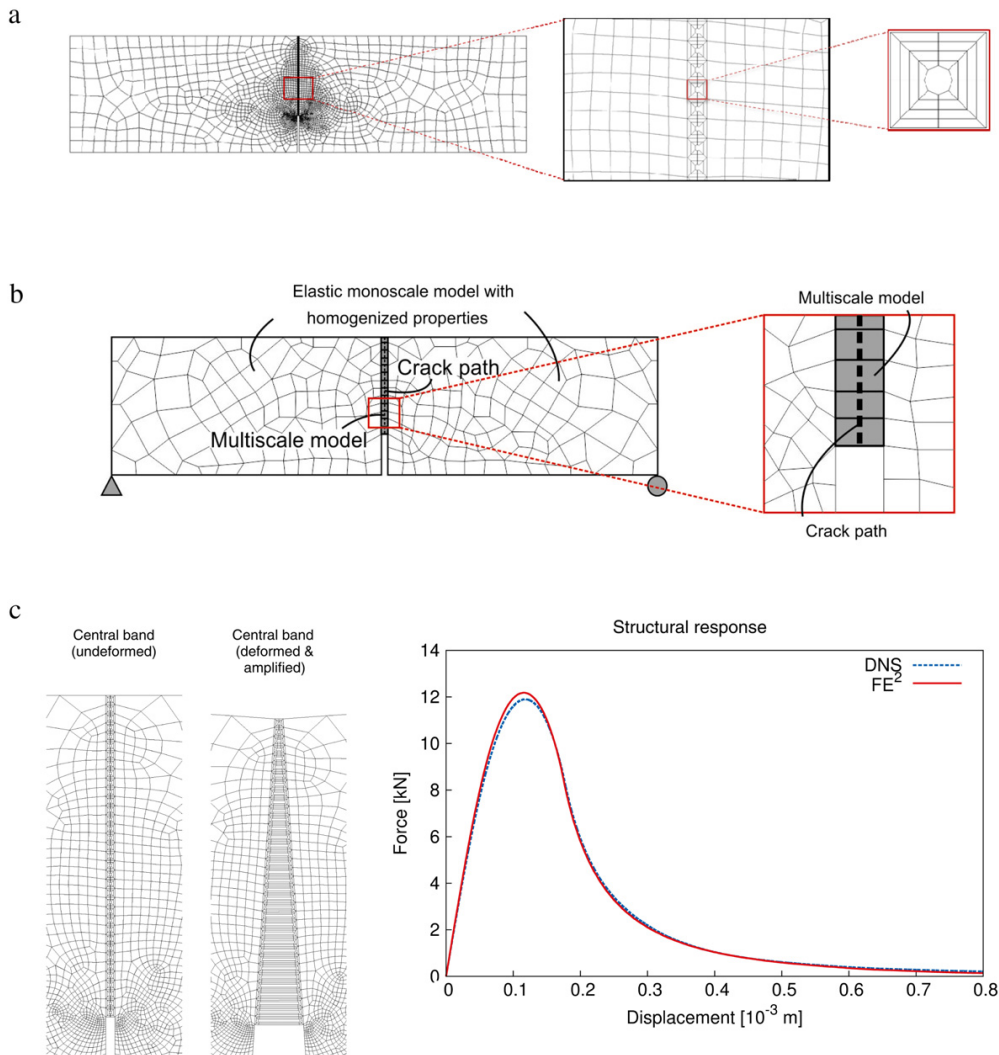 a
b
Elastic monoscale model with
homogenized properties
Crack path
Multiscale model
Multiscale model
Crack path
c
Central band
(undeformed)
Central band
(deformed &
amplified)
Structural response
14
12
10
8
6
4
2
0
Force [kN]
DNS
FE²
0 0.1 0.2 0.3 0.4 0.5 0.6 0.7 0.8
Displacement [10⁻³ m]